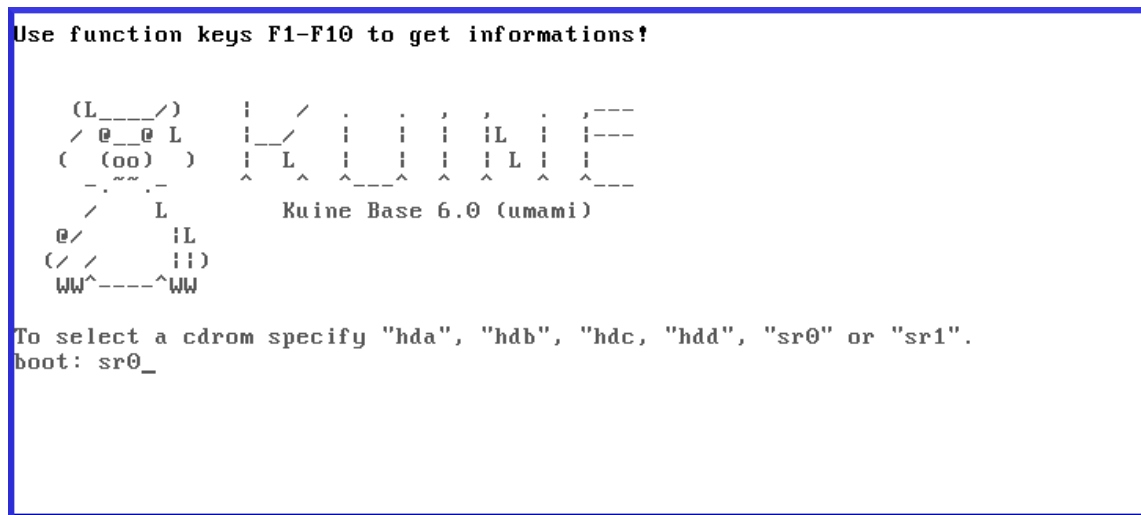 Use function keys F1-F10 to get informations!
Kuine Base 6.0 (umami)
To select a cdrom specify "hda", "hdb", "hdc, "hdd", "sr0" or "sr1".
boot: sr0_